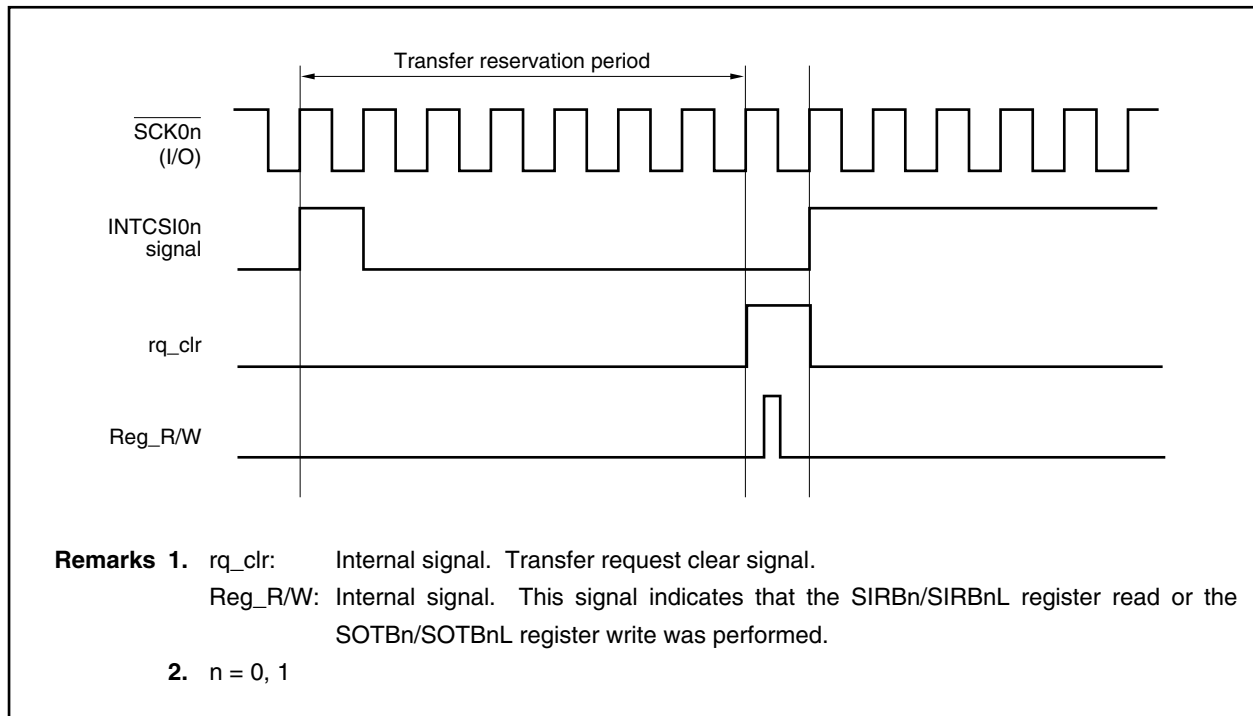 Transfer reservation period
SCK0n
(I/O)
INTCSI0n
signal
rq_clr
Reg_R/W
Remarks 1. rq_clr: Internal signal. Transfer request clear signal.
Reg_R/W: Internal signal. This signal indicates that the SIRBn/SIRBnL register read or the
SOTBn/SOTBnL register write was performed.
2. n = 0, 1